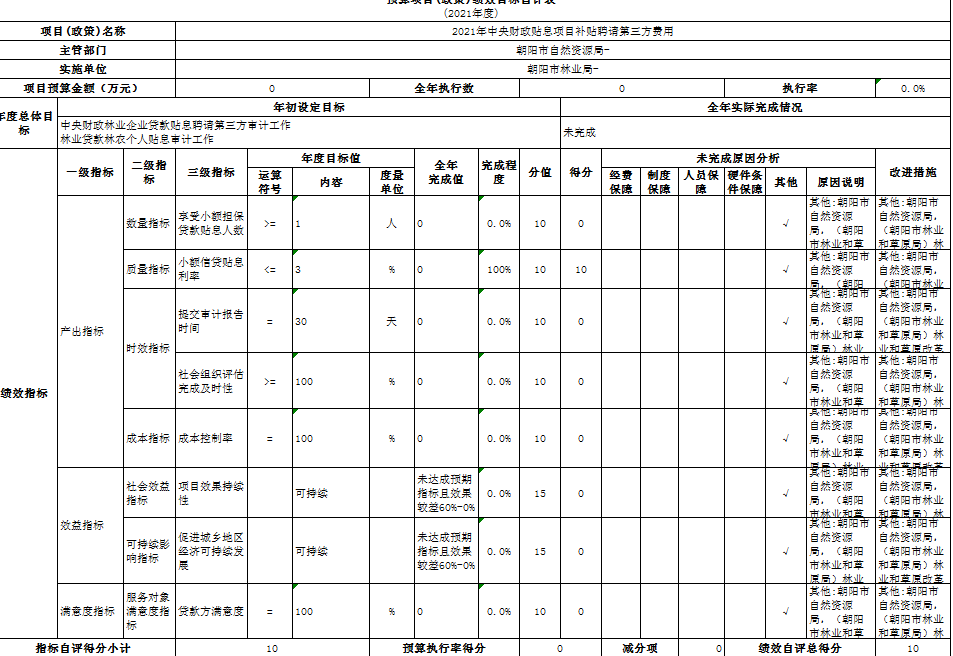 预算项目(政策)绩效目标自评表
(2021年度)
项目(政策)名称 2021年中央财政贴息项目补贴聘请第三方费用
主管部门 朝阳市自然资源局-
实施单位 朝阳市林业局-
项目预算金额（万元） 0 全年执行数 0 执行率 0.0%
年度总体目标 年初设定目标 全年实际完成情况
中央财政林业企业贷款贴息聘请第三方审计工作
林业贷款林农个人贴息审计工作
未完成
绩效指标
一级指标 二级指标 三级指标 年度目标值 全年完成值 完成程度 分值 得分 未完成原因分析 改进措施
运算符号 内容 度量单位 经费保障 制度保障 人员保障 硬件条件保障 其他 原因说明
产出指标
数量指标 享受小额担保贷款贴息人数 >= 1 人 0 0.0% 10 0 √
其他:朝阳市自然资源局，（朝阳市林业和草
其他:朝阳市自然资源局，（朝阳市林业和草原局）林
质量指标 小额信贷贴息利率 <= 3 % 0 100% 10 10 √
其他:朝阳市自然资源局，（朝阳
其他:朝阳市自然资源局，（朝阳市林业
时效指标
提交审计报告时间 = 30 天 0 0.0% 10 0 √
其他:朝阳市自然资源局，（朝阳市林业和草原局）林业
其他:朝阳市自然资源局，（朝阳市林业和草原局）林业和草原改革
社会组织评估完成及时性 >= 100 % 0 0.0% 10 0 √
其他:朝阳市自然资源局，（朝阳市林业和草
其他:朝阳市自然资源局，（朝阳市林业和草原局）林
成本指标 成本控制率 = 100 % 0 0.0% 10 0 √
其他:朝阳市自然资源局，（朝阳市林业和草原局）林业
其他:朝阳市自然资源局，（朝阳市林业和草原局）林业和草原改革
效益指标
社会效益指标 项目效果持续性 可持续 未达成预期指标且效果较差60%-0% 0.0% 15 0 √
其他:朝阳市自然资源局，（朝阳市林业和草
其他:朝阳市自然资源局，（朝阳市林业和草原局）林
可持续影响指标 促进城乡地区经济可持续发展 可持续 未达成预期指标且效果较差60%-0% 0.0% 15 0 √
其他:朝阳市自然资源局，（朝阳市林业和草原局）林业
其他:朝阳市自然资源局，（朝阳市林业和草原局）林业和草原改革
满意度指标 服务对象满意度指标 贷款方满意度 = 100 % 0 0.0% 10 0 √
其他:朝阳市自然资源局，（朝阳市林业和草
其他:朝阳市自然资源局，（朝阳市林业和草原局）林
指标自评得分小计 10 预算执行率得分 0 减分项 0 绩效自评总得分 10